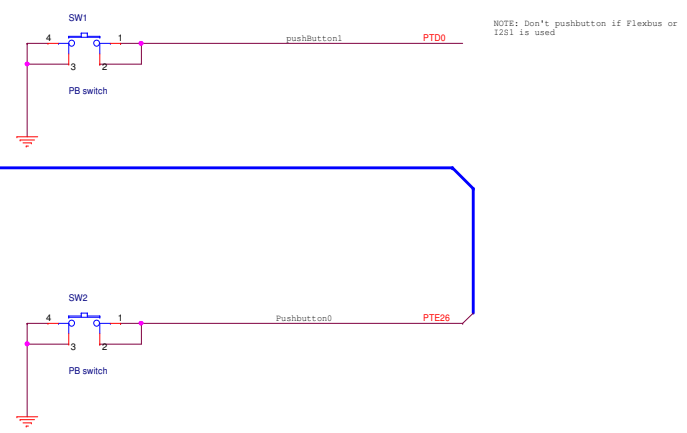 SW1
NOTE: Don't pushbutton if Flexbus or
I2S1 is used
4 1 pushButton1 PTD0
3 2
PB switch
SW2
4 1 Pushbutton0 PTE26
3 2
PB switch